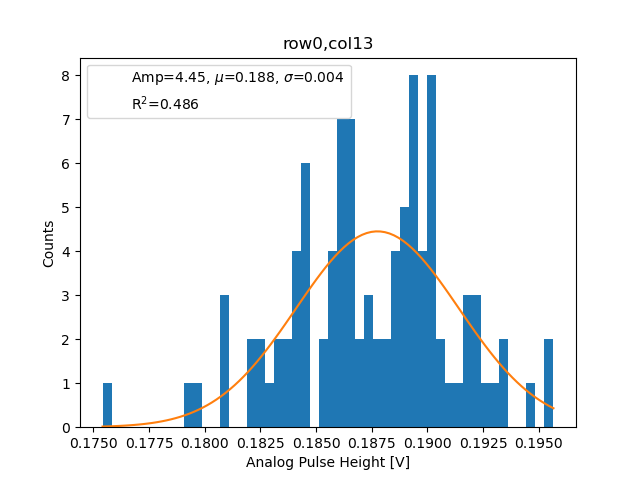 row0,col13
Amp=4.45, μ=0.188, σ=0.004
R²=0.486
8
7
6
5
4
3
2
1
0
Counts
0.1750 0.1775 0.1800 0.1825 0.1850 0.1875 0.1900 0.1925 0.1950
Analog Pulse Height [V]